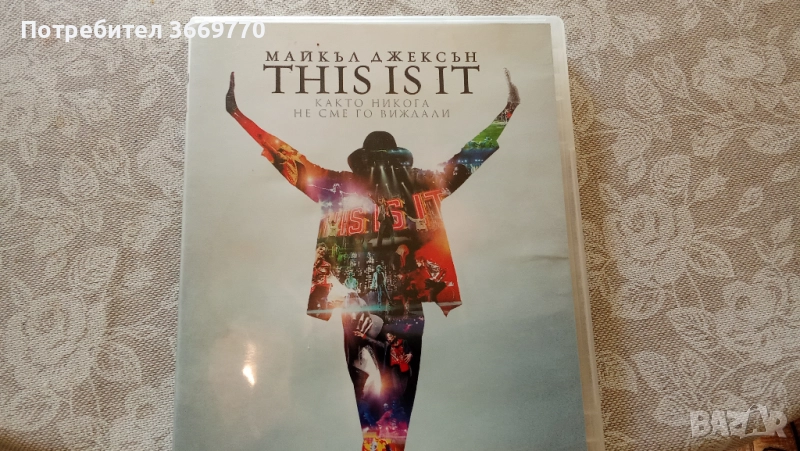 Потребител 3669770
МАЙКЪЛ ДЖЕКСЪН
THIS IS IT
КАКТО НИКОГА
НЕ СМЕ ГО ВИЖДАЛИ
THIS IS IT
BAZAR